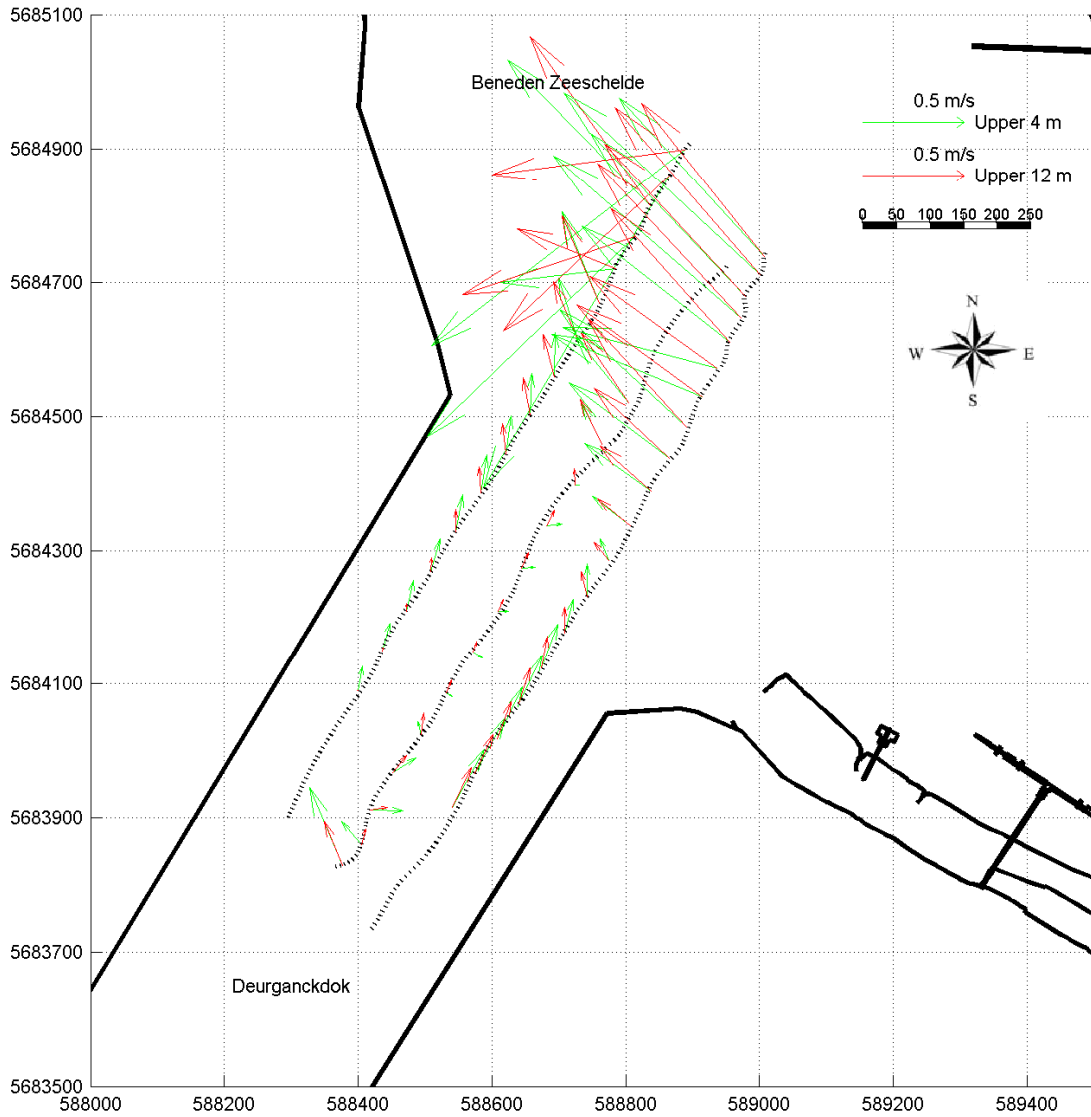 5685100
5684900
5684700
5684500
5684300
5684100
5683900
5683700
5683500
588000 588200 588400 588600 588800 589000 589200 589400
Beneden Zeeschelde
0.5 m/s
Upper 4 m
0.5 m/s
Upper 12 m
0 50 100 150 200 250
N
W E
S
Deurganckdok